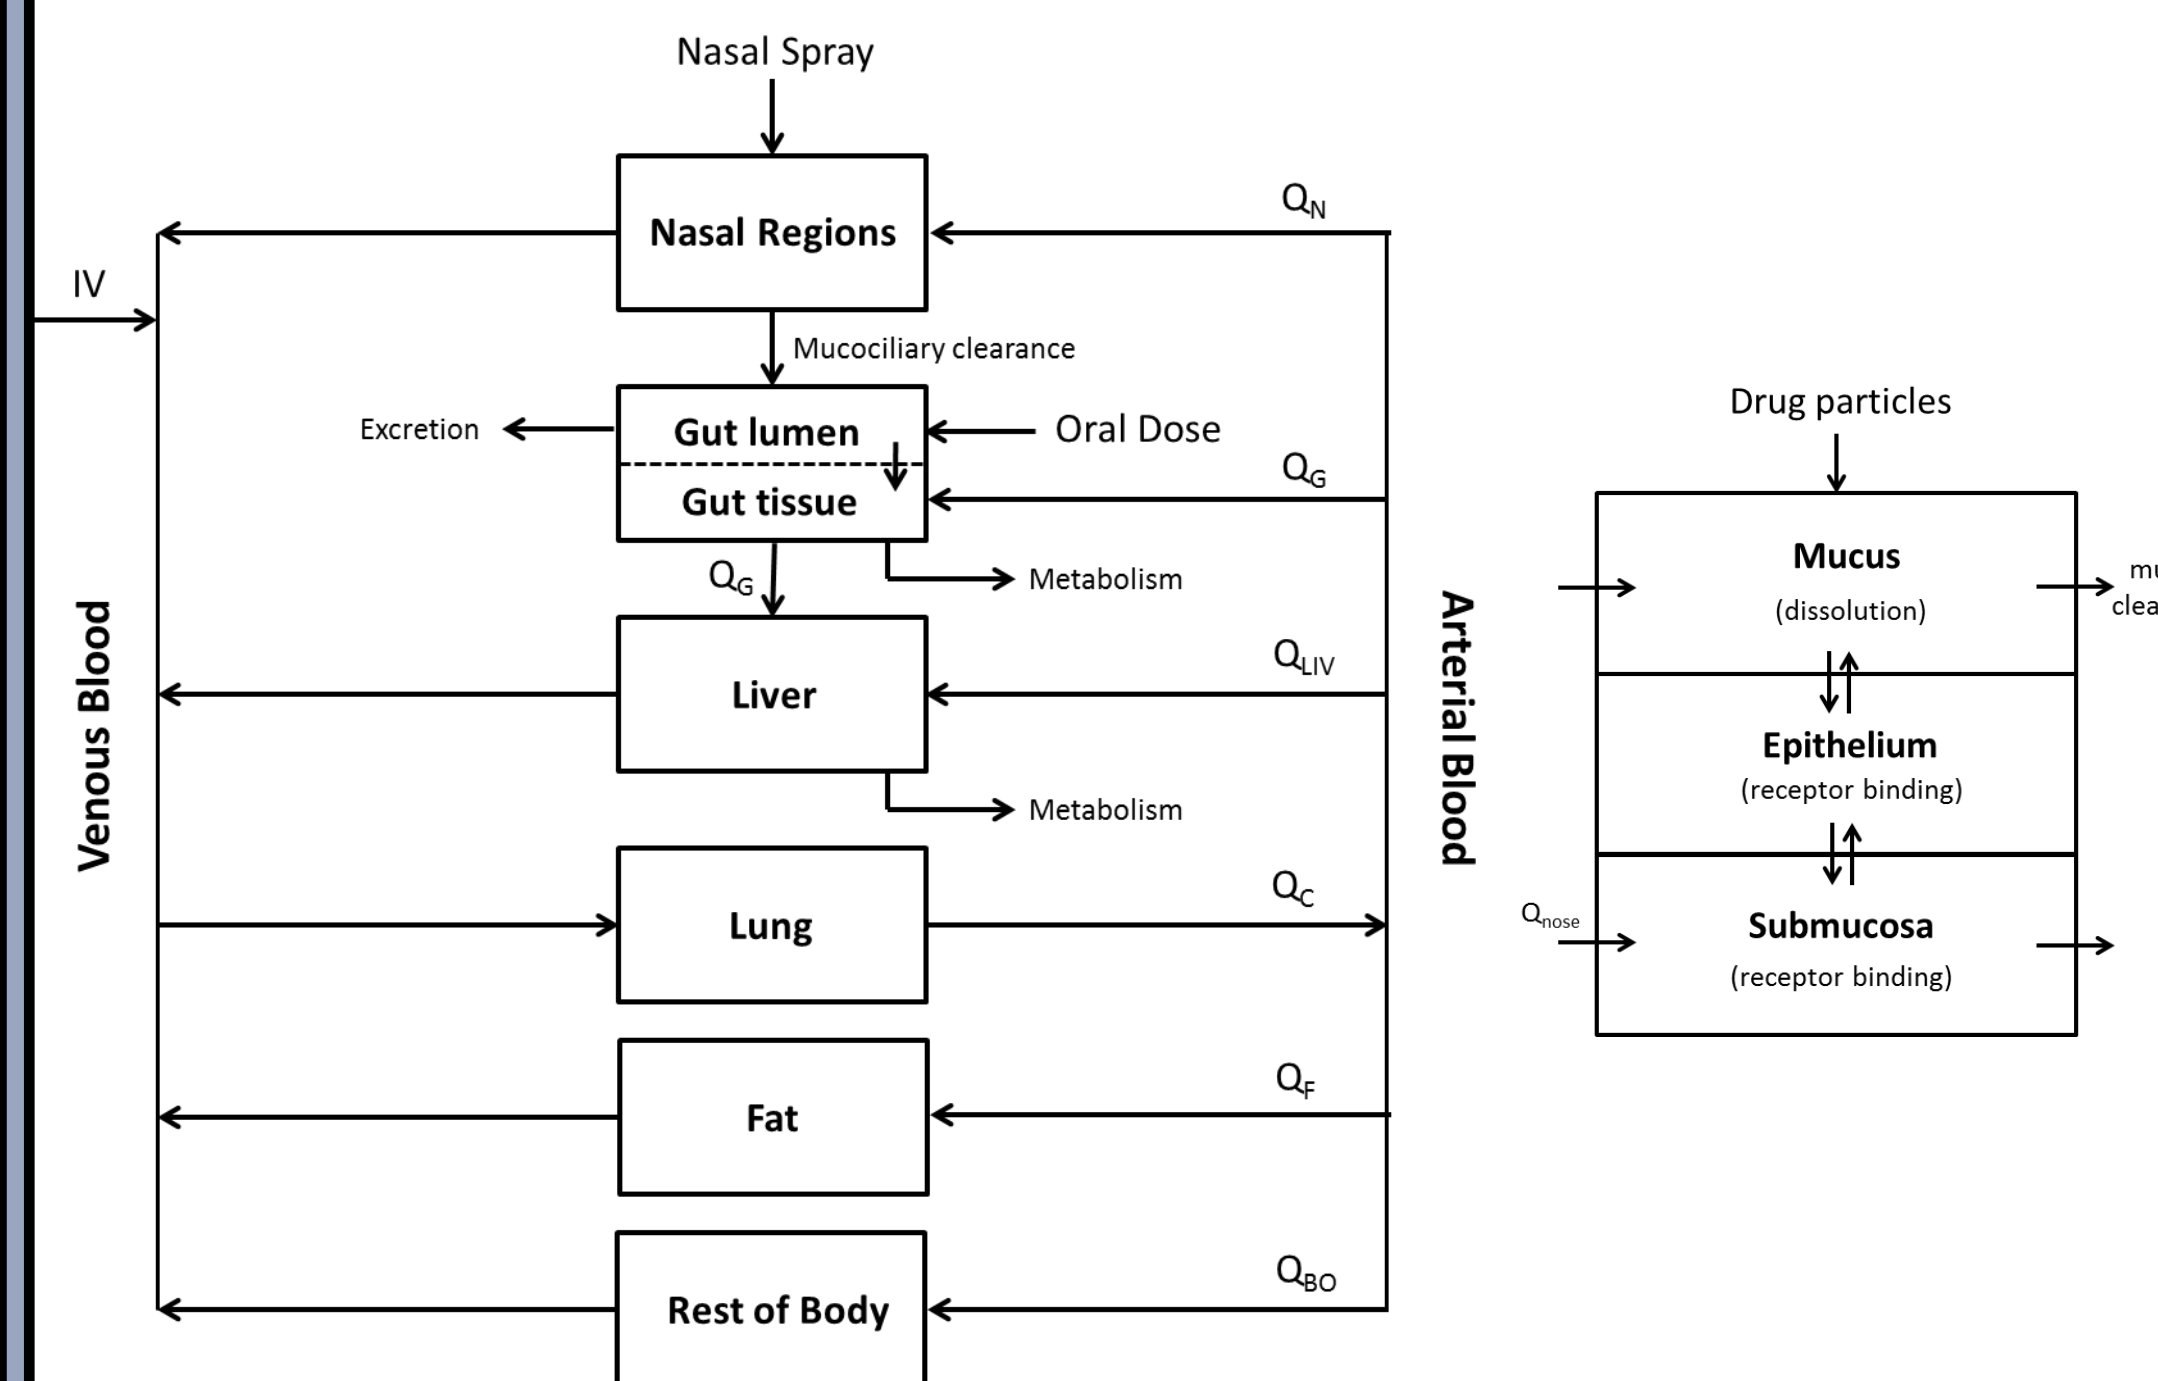 Nasal Spray
Nasal Regions
QN
IV
Mucociliary clearance
Excretion
Gut lumen
Oral Dose
Gut tissue
QG
QG
Metabolism
Venous Blood
Liver
QLIV
Metabolism
Arterial Blood
Lung
QC
Fat
QF
Rest of Body
QBO
Drug particles
Mucus
(dissolution)
Epithelium
(receptor binding)
Qnose
Submucosa
(receptor binding)